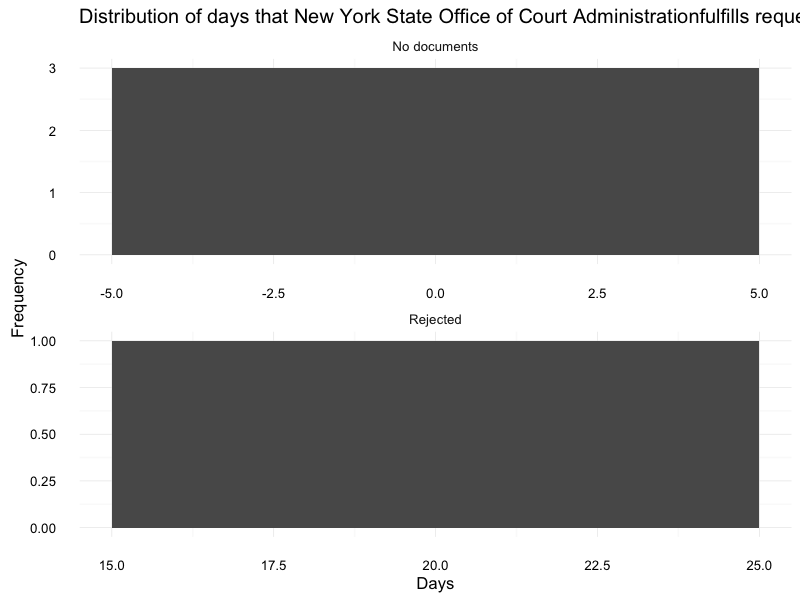 Distribution of days that New York State Office of Court Administrationfulfills reque
No documents
3
2
1
0
-5.0 -2.5 0.0 2.5 5.0
Frequency
Rejected
1.00
0.75
0.50
0.25
0.00
15.0 17.5 20.0 22.5 25.0
Days